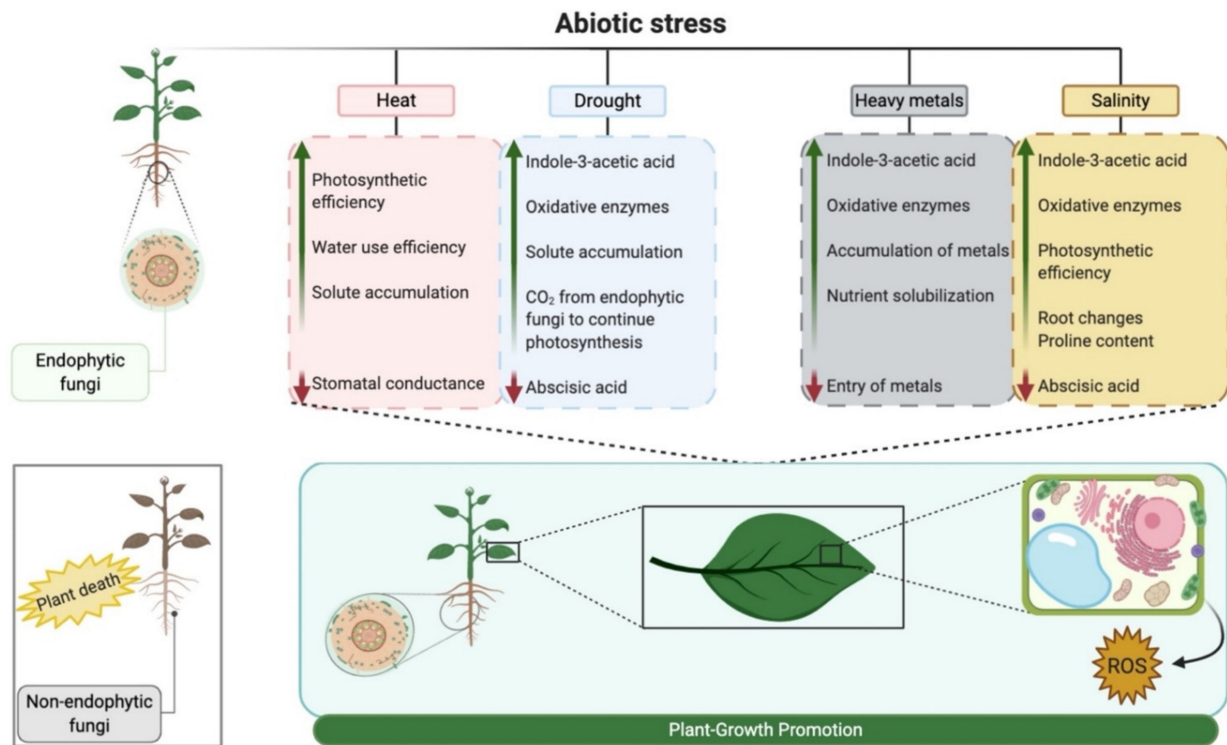 Abiotic stress
Heat
Drought
Heavy metals
Salinity
Photosynthetic
efficiency
Water use efficiency
Solute accumulation
Stomatal conductance
Indole-3-acetic acid
Oxidative enzymes
Solute accumulation
CO₂ from endophytic
fungi to continue
photosynthesis
Abscisic acid
Indole-3-acetic acid
Oxidative enzymes
Accumulation of metals
Nutrient solubilization
Entry of metals
Indole-3-acetic acid
Oxidative enzymes
Photosynthetic
efficiency
Root changes
Proline content
Abscisic acid
Endophytic
fungi
Plant death
Non-endophytic
fungi
ROS
Plant-Growth Promotion